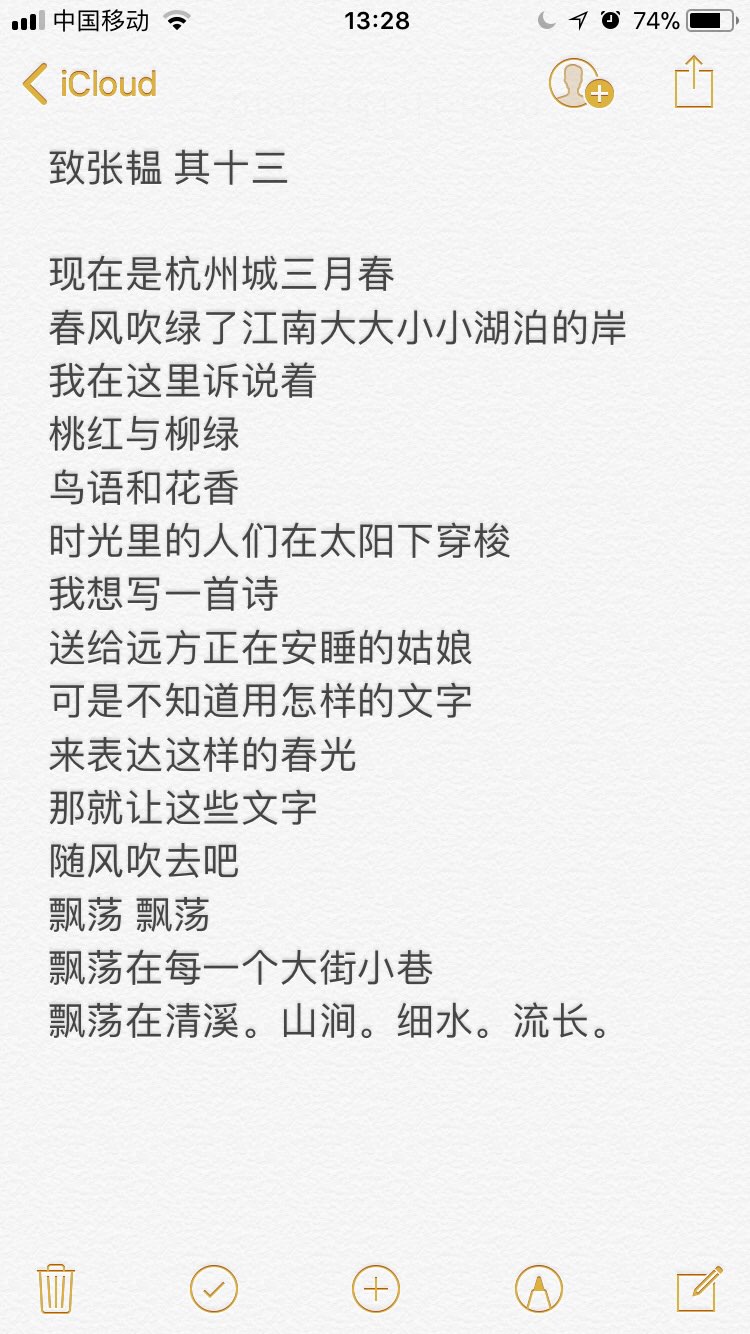 中国移动 13:28 74%
iCloud
致张韫 其十三
现在是杭州城三月春
春风吹绿了江南大大小小湖泊的岸
我在这里诉说着
桃红与柳绿
鸟语和花香
时光里的人们在太阳下穿梭
我想写一首诗
送给远方正在安睡的姑娘
可是不知道用怎样的文字
来表达这样的春光
那就让这些文字
随风吹去吧
飘荡 飘荡
飘荡在每一个大街小巷
飘荡在清溪。山涧。细水。流长。